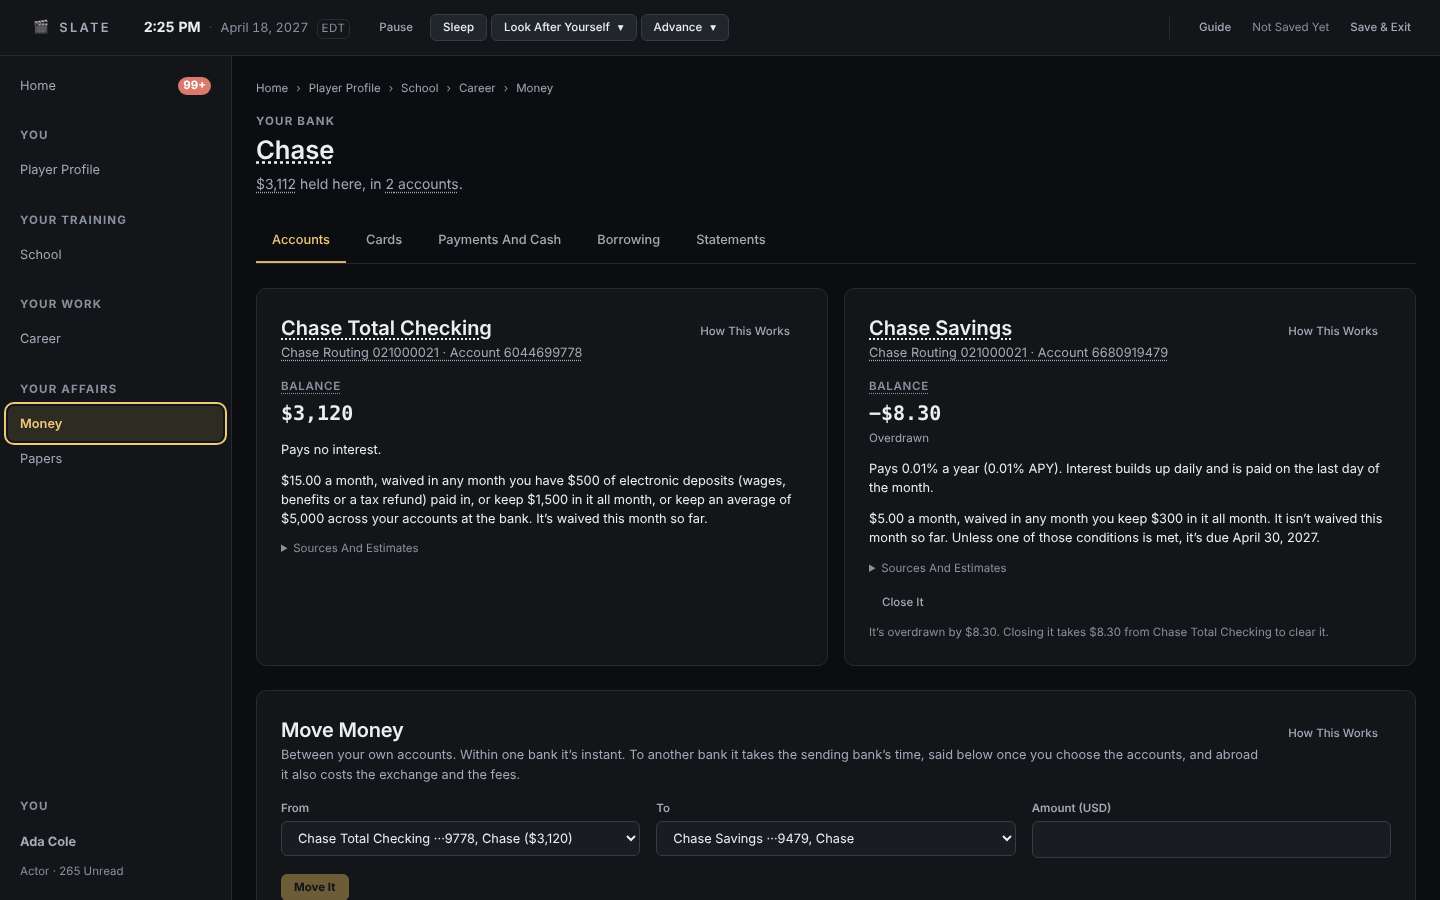 SLATE
2:25 PM · April 18, 2027 EDT
Pause
Sleep
Look After Yourself ▾
Advance ▾
Guide
Not Saved Yet
Save & Exit
Home
99+
YOU
Player Profile
YOUR TRAINING
School
YOUR WORK
Career
YOUR AFFAIRS
Money
Papers
YOU
Ada Cole
Actor · 265 Unread
Home › Player Profile › School › Career › Money
YOUR BANK
Chase
$3,112 held here, in 2 accounts.
Accounts
Cards
Payments And Cash
Borrowing
Statements
Chase Total Checking
How This Works
Chase Routing 021000021 · Account 6044699778
BALANCE
$3,120
Pays no interest.
$15.00 a month, waived in any month you have $500 of electronic deposits (wages,
benefits or a tax refund) paid in, or keep $1,500 in it all month, or keep an average of
$5,000 across your accounts at the bank. It’s waived this month so far.
▶ Sources And Estimates
Chase Savings
How This Works
Chase Routing 021000021 · Account 6680919479
BALANCE
−$8.30
Overdrawn
Pays 0.01% a year (0.01% APY). Interest builds up daily and is paid on the last day of
the month.
$5.00 a month, waived in any month you keep $300 in it all month. It isn’t waived this
month so far. Unless one of those conditions is met, it’s due April 30, 2027.
▶ Sources And Estimates
Close It
It’s overdrawn by $8.30. Closing it takes $8.30 from Chase Total Checking to clear it.
Move Money
How This Works
Between your own accounts. Within one bank it’s instant. To another bank it takes the sending bank’s time, said below once you choose the accounts, and abroad
it also costs the exchange and the fees.
From
Chase Total Checking ···9778, Chase ($3,120)
To
Chase Savings ···9479, Chase
Amount (USD)
Move It